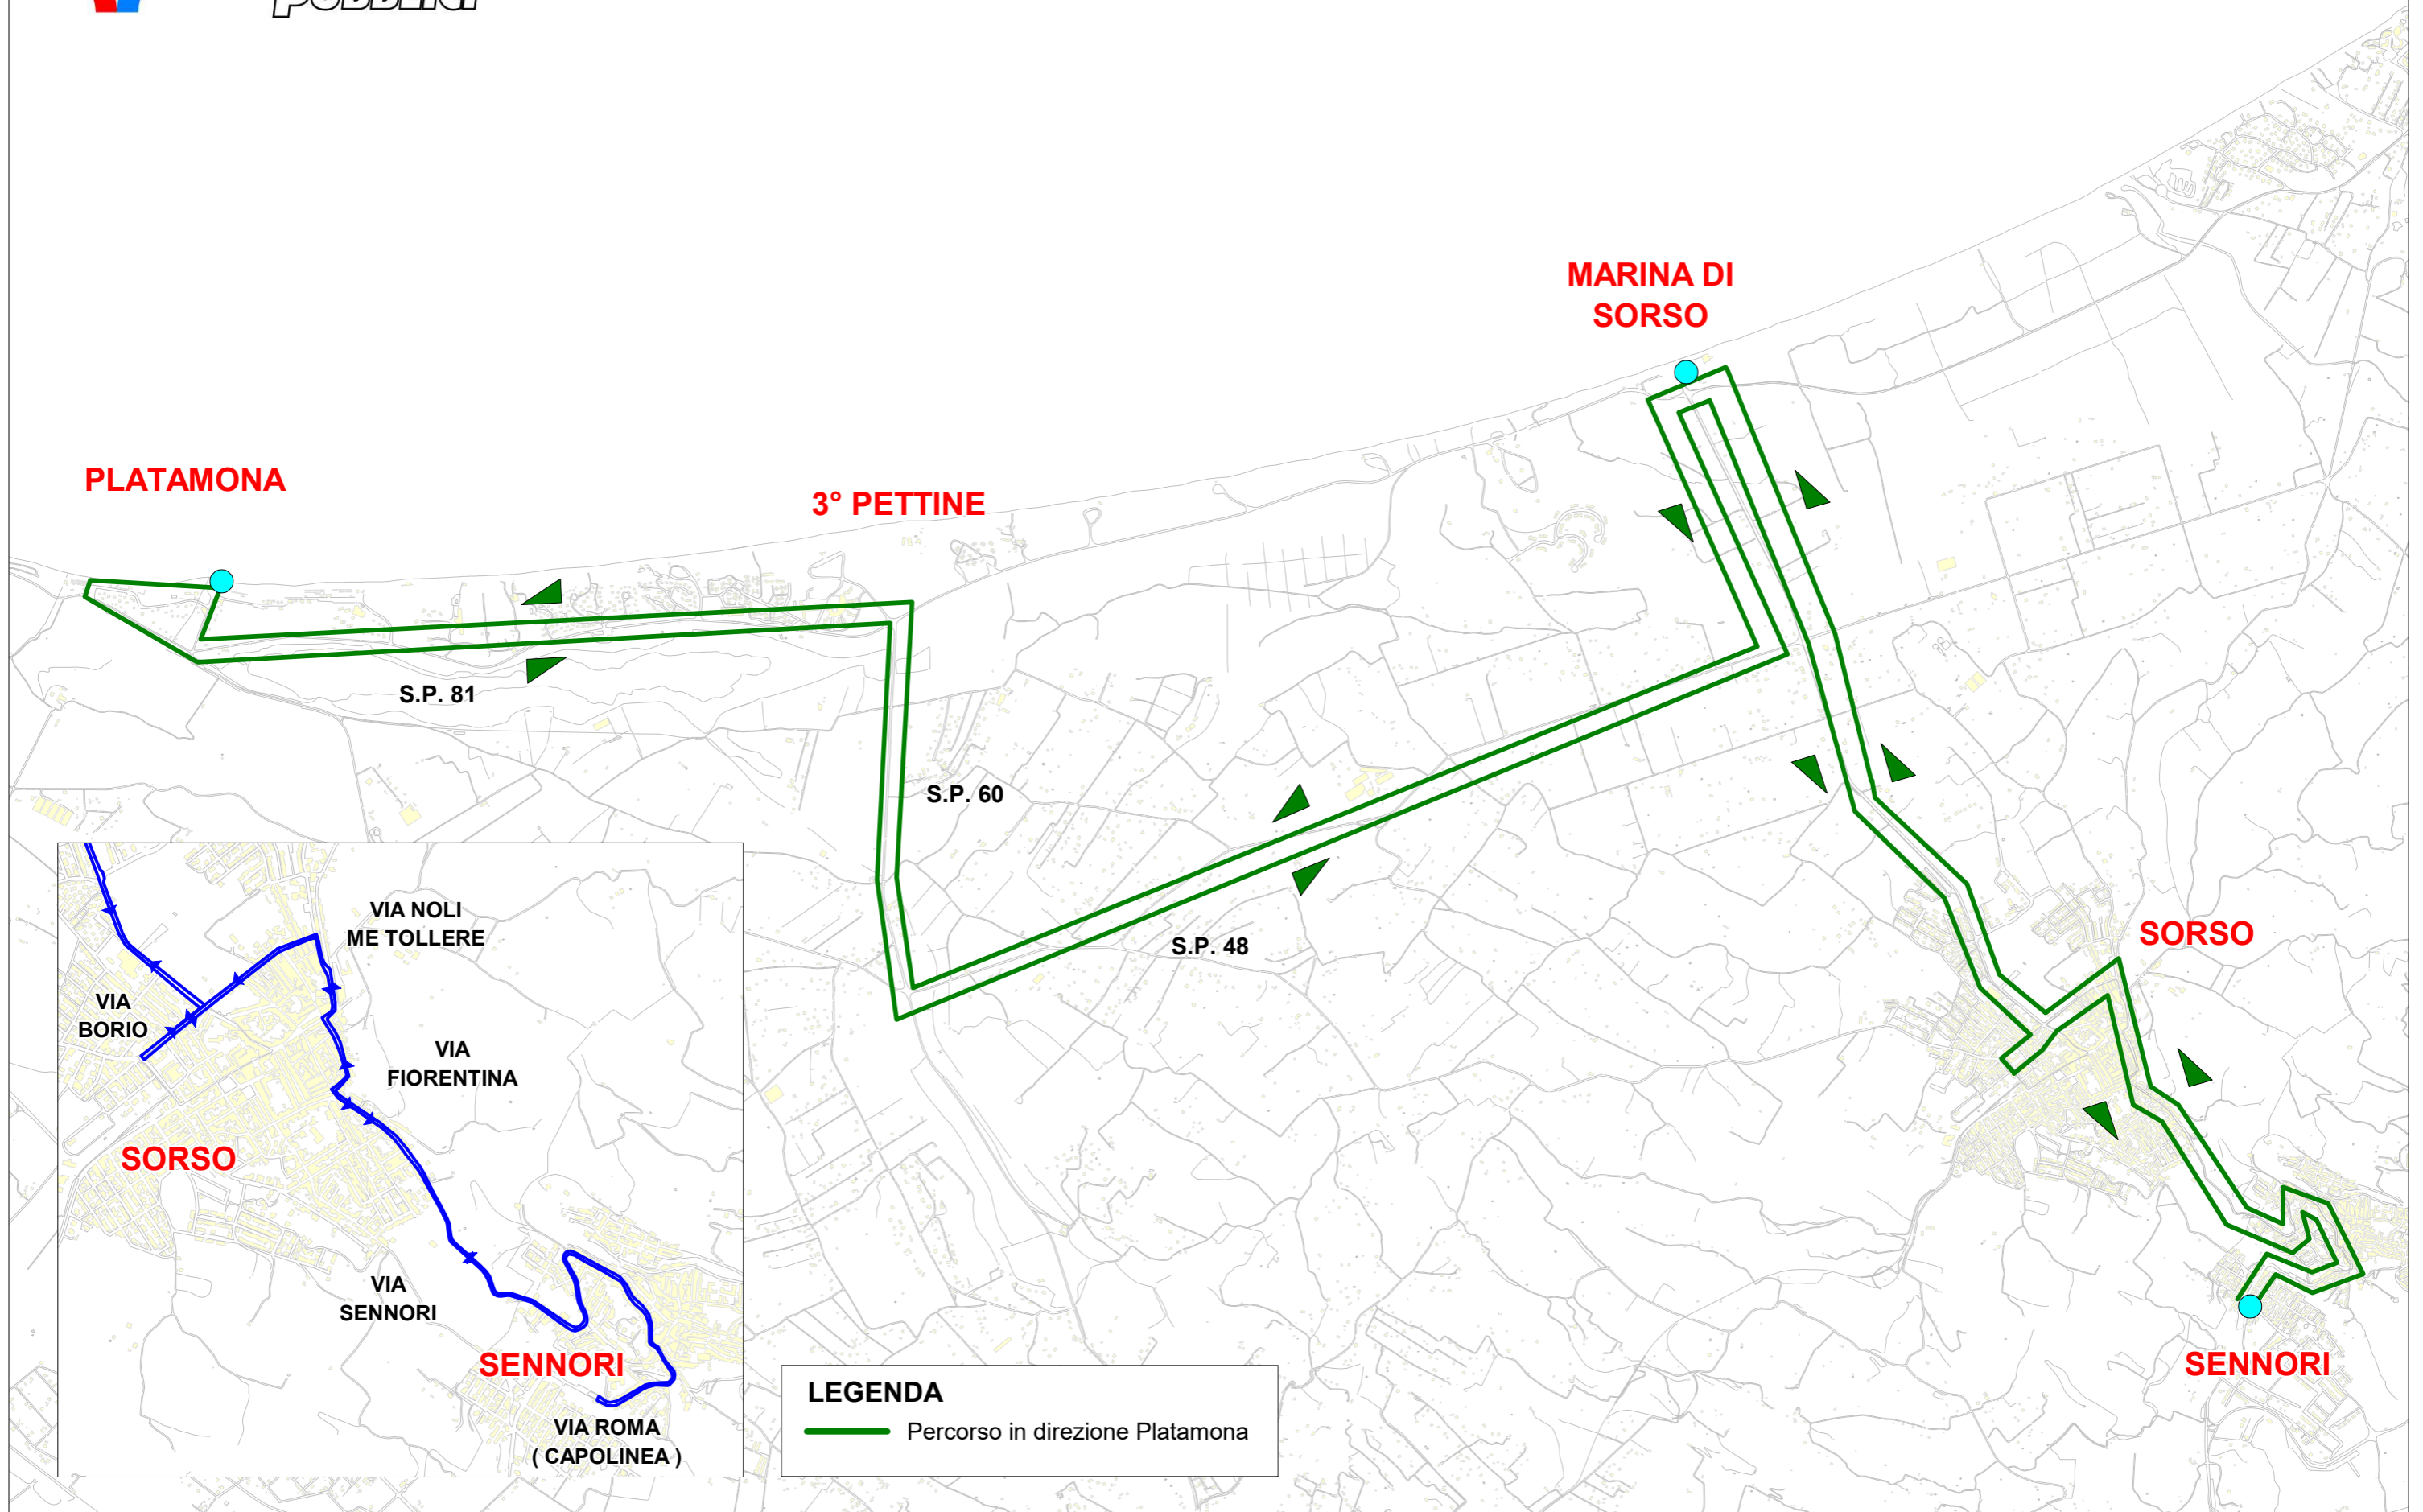 PUBBLICI
MARINA DI
SORSO
PLATAMONA
3° PETTINE
S.P. 81
S.P. 60
S.P. 48
SORSO
SENNORI
VIA NOLI
ME TOLLERE
VIA
BORIO
VIA
FIORENTINA
SORSO
VIA
SENNORI
SENNORI
VIA ROMA
( CAPOLINEA )
LEGENDA
Percorso in direzione Platamona